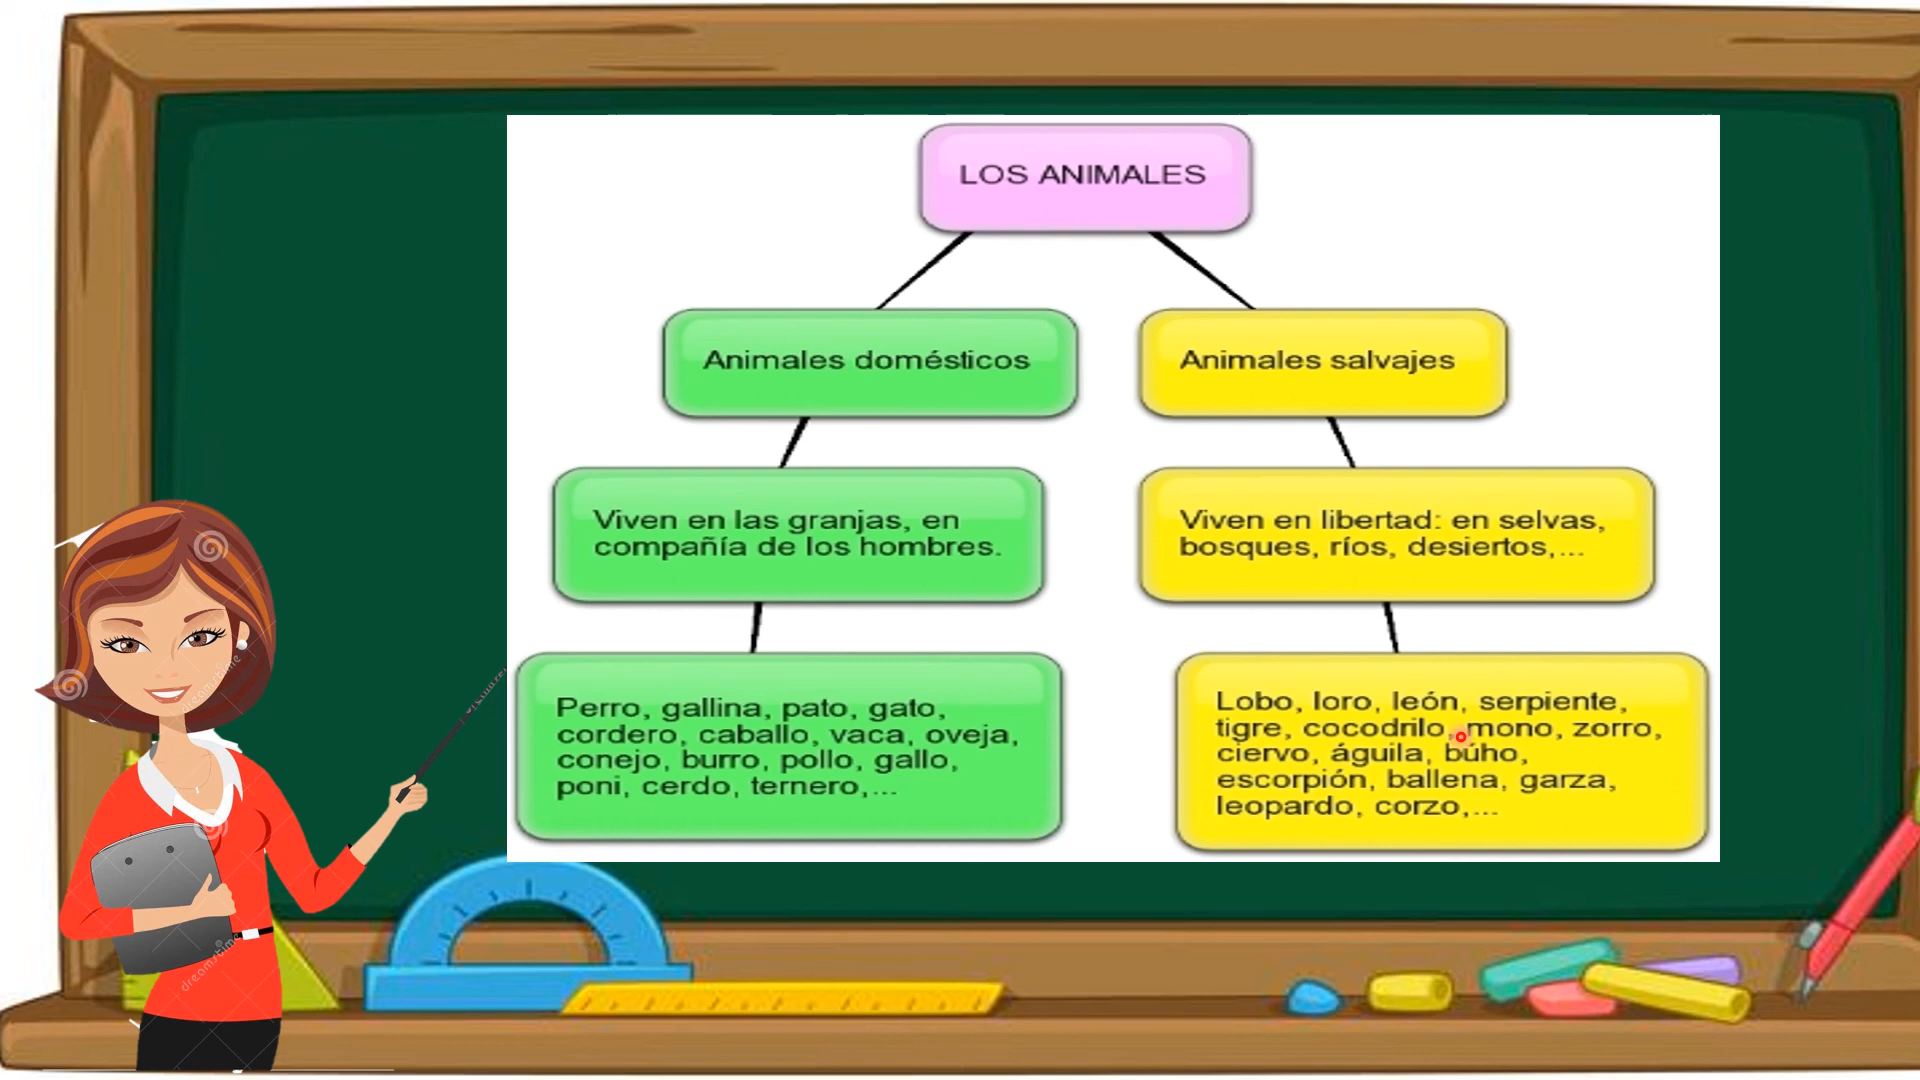 LOS ANIMALES
Animales domésticos
Animales salvajes
Viven en las granjas, en
compañía de los hombres.
Viven en libertad: en selvas,
bosques, ríos, desiertos,...
Perro, gallina, pato, gato,
cordero, caballo, vaca, oveja,
conejo, burro, pollo, gallo,
poni, cerdo, ternero,...
Lobo, loro, león, serpiente,
tigre, cocodrilo, mono, zorro,
ciervo, águila, búho,
escorpión, ballena, garza,
leopardo, corzo,...
dreamstime
dreamstime